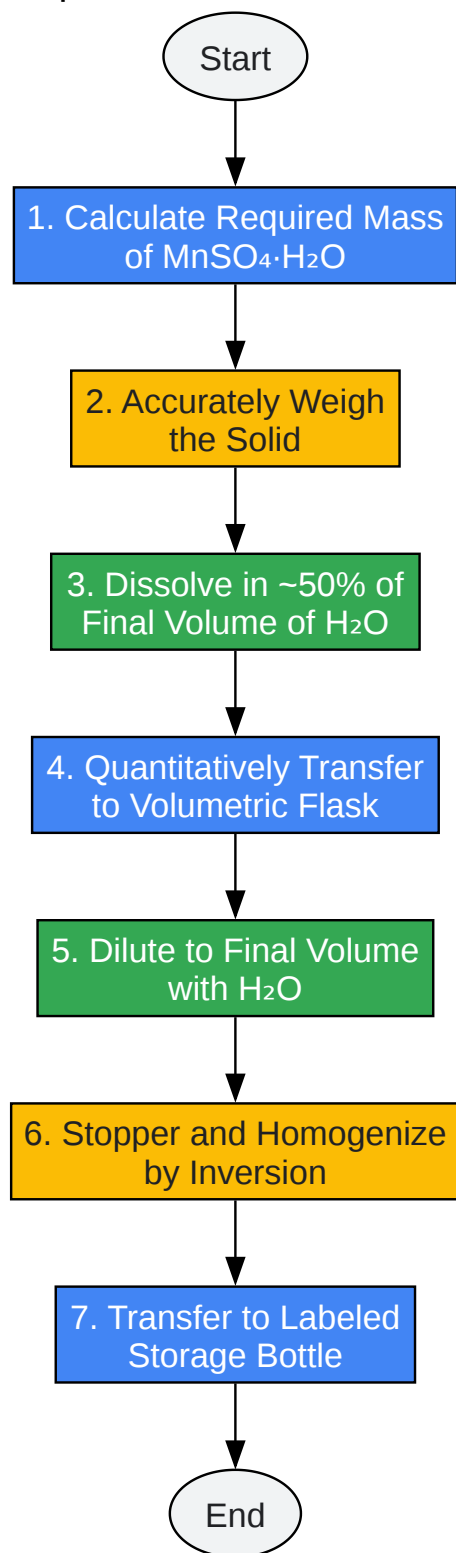 Start
1. Calculate Required Mass
of MnSO₄·H₂O
2. Accurately Weigh
the Solid
3. Dissolve in ~50% of
Final Volume of H₂O
4. Quantitatively Transfer
to Volumetric Flask
5. Dilute to Final Volume
with H₂O
6. Stopper and Homogenize
by Inversion
7. Transfer to Labeled
Storage Bottle
End